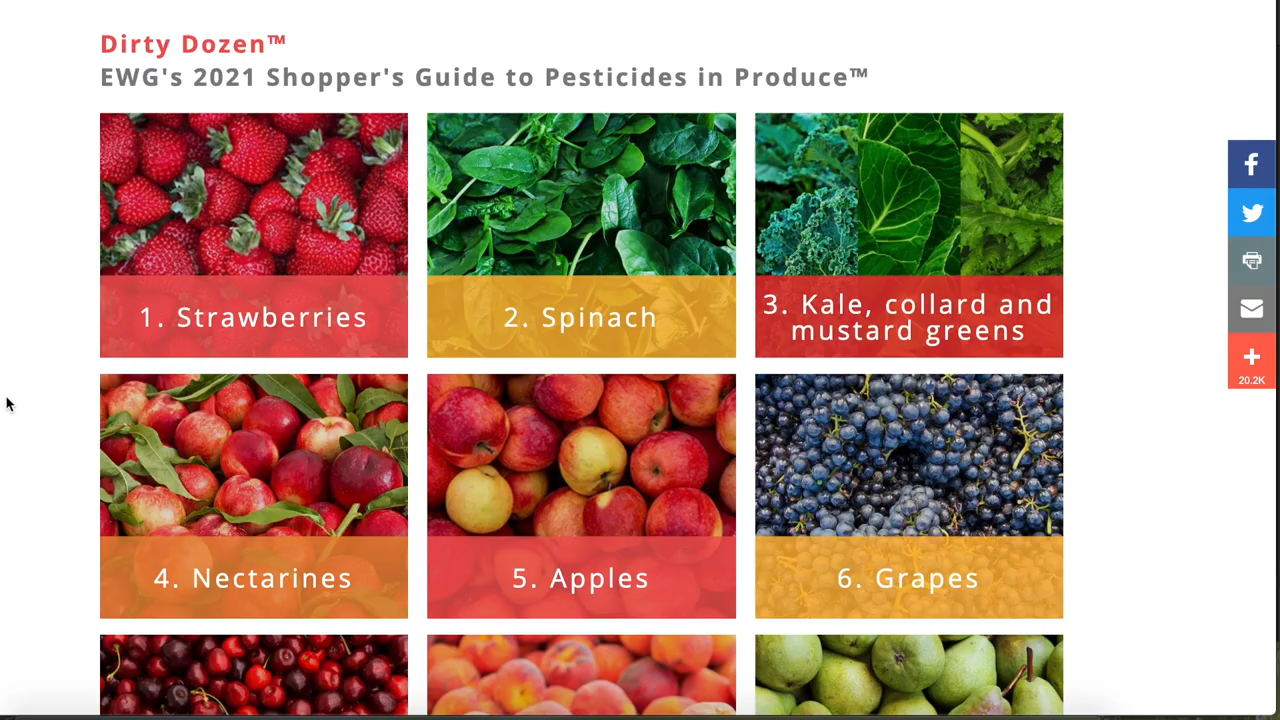 Dirty Dozen™
EWG's 2021 Shopper's Guide to Pesticides in Produce™
1. Strawberries
2. Spinach
3. Kale, collard and
mustard greens
4. Nectarines
5. Apples
6. Grapes
20.2K